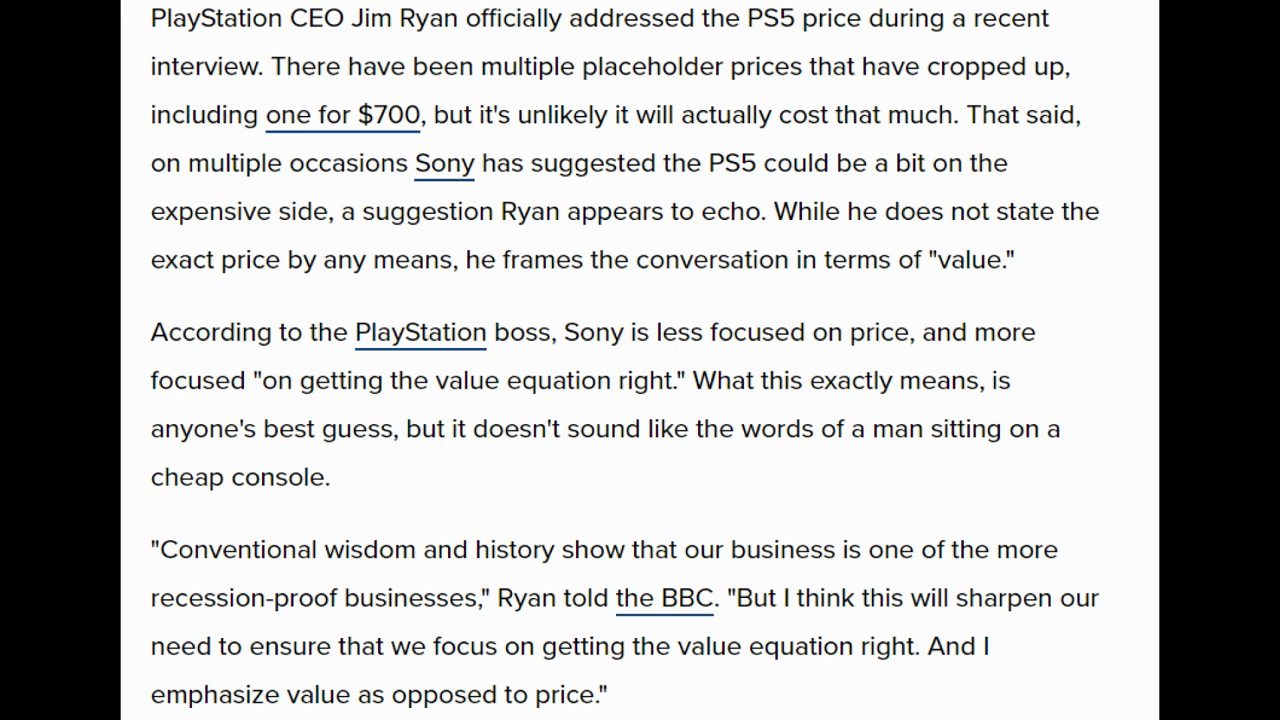 PlayStation CEO Jim Ryan officially addressed the PS5 price during a recent
interview. There have been multiple placeholder prices that have cropped up,
including one for $700, but it's unlikely it will actually cost that much. That said,
on multiple occasions Sony has suggested the PS5 could be a bit on the
expensive side, a suggestion Ryan appears to echo. While he does not state the
exact price by any means, he frames the conversation in terms of "value."
According to the PlayStation boss, Sony is less focused on price, and more
focused "on getting the value equation right." What this exactly means, is
anyone's best guess, but it doesn't sound like the words of a man sitting on a
cheap console.
"Conventional wisdom and history show that our business is one of the more
recession-proof businesses," Ryan told the BBC. "But I think this will sharpen our
need to ensure that we focus on getting the value equation right. And I
emphasize value as opposed to price."